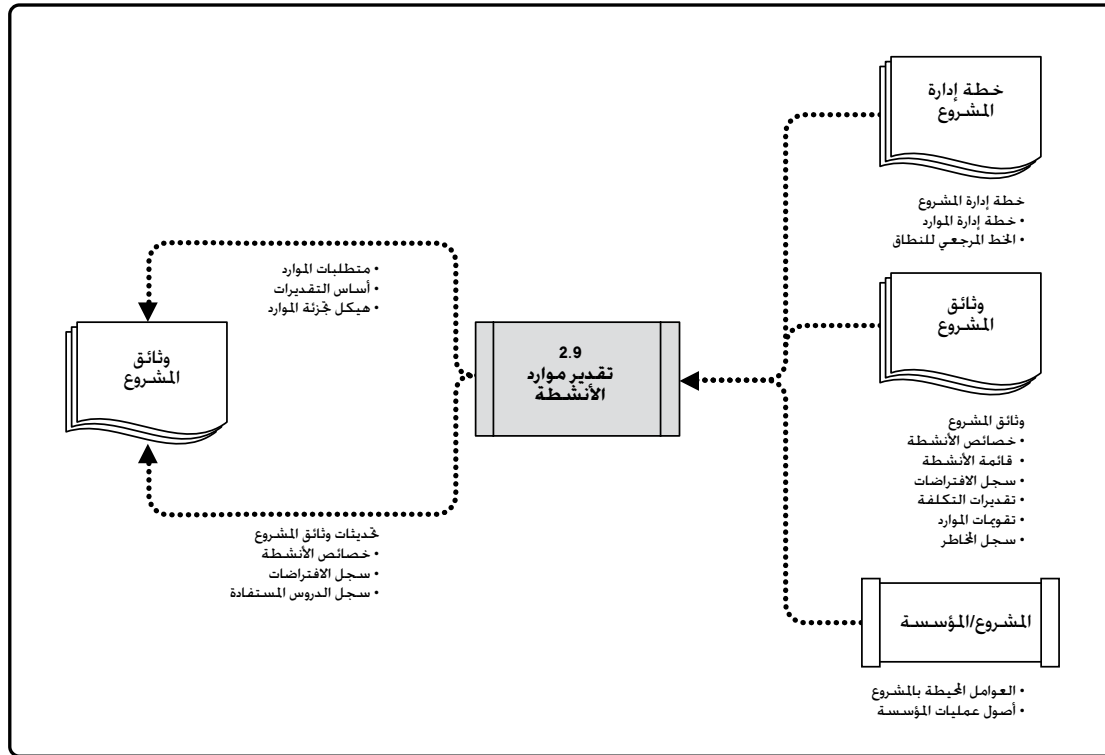 خطة إدارة
المشروع
خطة إدارة المشروع
• خطة إدارة الموارد
• الخط المرجعي للنطاق
وثائق
المشروع
وثائق المشروع
• خصائص الأنشطة
• قائمة الأنشطة
• سجل الافتراضات
• تقديرات التكلفة
• تقويمات الموارد
• سجل المخاطر
المشروع/المؤسسة
• العوامل المحيطة بالمشروع
• أصول عمليات المؤسسة
2.9
تقدير موارد
الأنشطة
• متطلبات الموارد
• أساس التقديرات
• هيكل تجزئة الموارد
وثائق
المشروع
تحديثات وثائق المشروع
• خصائص الأنشطة
• سجل الافتراضات
• سجل الدروس المستفادة